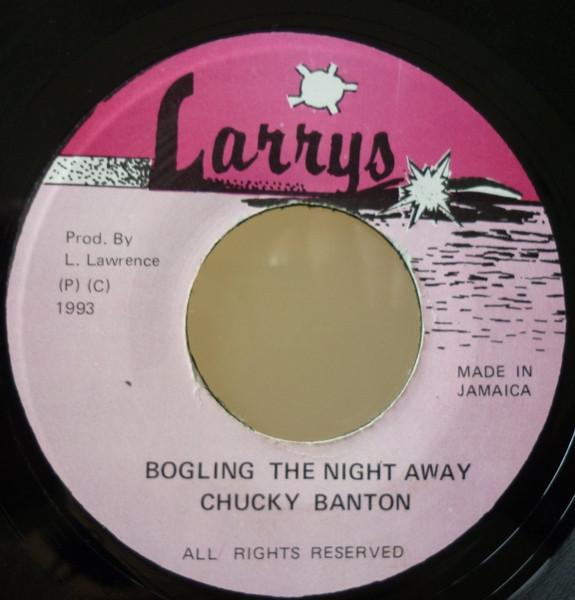 Larrys
Prod. By
L. Lawrence
(P) (C)
1993
MADE IN
JAMAICA
BOGLING THE NIGHT AWAY
CHUCKY BANTON
ALL RIGHTS RESERVED